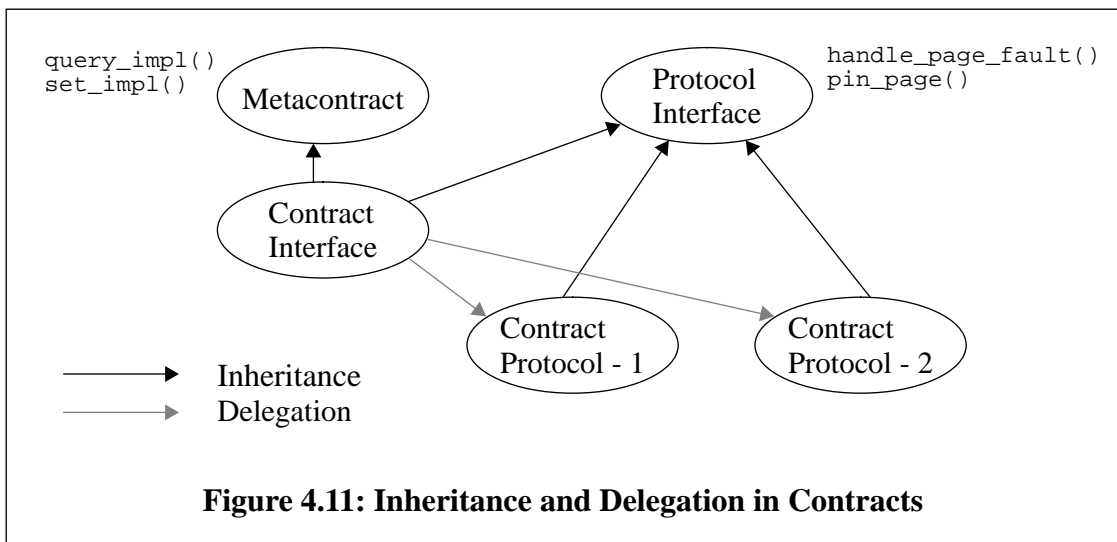 query_impl()
set_impl()
Metacontract
Protocol
Interface
handle_page_fault()
pin_page()
Contract
Interface
Contract
Protocol - 1
Contract
Protocol - 2
Inheritance
Delegation
Figure 4.11: Inheritance and Delegation in Contracts